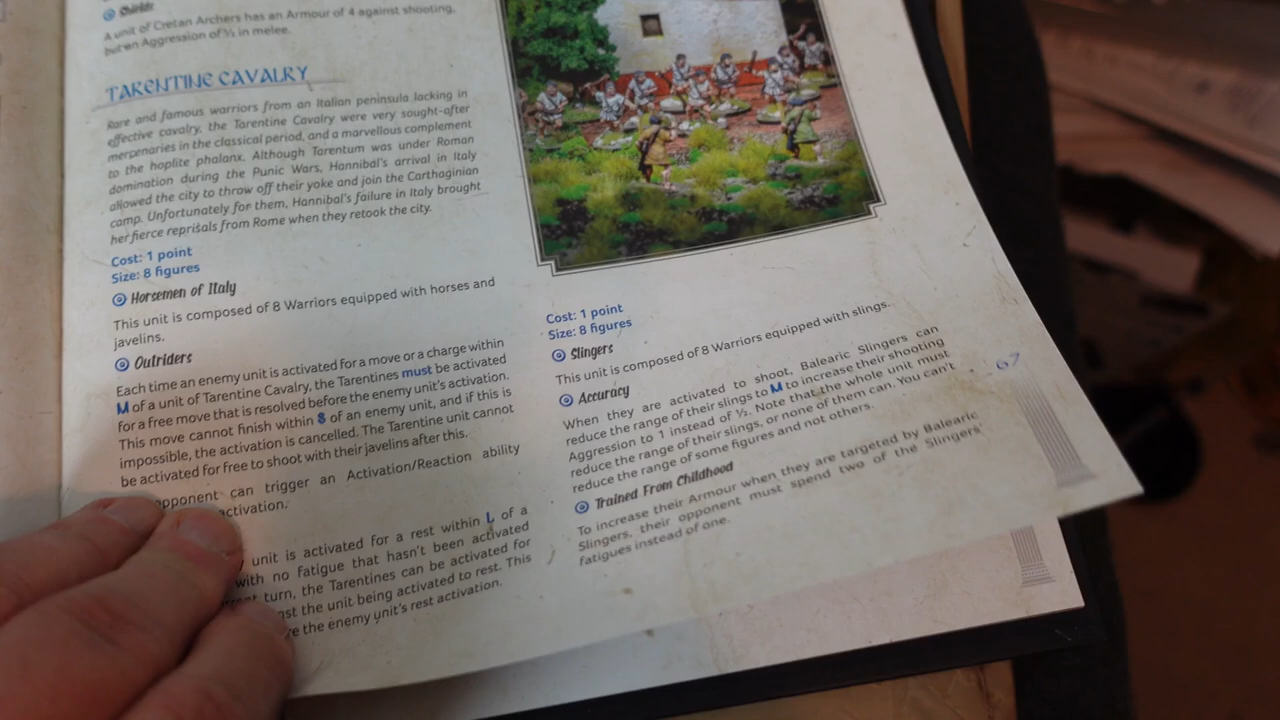 Shields
A unit of Cretan Archers has an Armour of 4 against shooting,
but an Aggression of ½ in melee.
TARENTINE CAVALRY
Rare and famous warriors from an Italian peninsula lacking in
effective cavalry, the Tarentine Cavalry were very sought-after
mercenaries in the classical period, and a marvellous complement
to the hoplite phalanx. Although Tarentum was under Roman
domination during the Punic Wars, Hannibal's arrival in Italy
allowed the city to throw off their yoke and join the Carthaginian
camp. Unfortunately for them, Hannibal's failure in Italy brought
her fierce reprisals from Rome when they retook the city.
Cost: 1 point
Size: 8 figures
Horsemen of Italy
This unit is composed of 8 Warriors equipped with horses and
javelins.
Outriders
Each time an enemy unit is activated for a move or a charge within
M of a unit of Tarentine Cavalry, the Tarentines must be activated
for a free move that is resolved before the enemy unit's activation.
This move cannot finish within S of an enemy unit, and if this is
impossible, the activation is cancelled. The Tarentine unit cannot
be activated for free to shoot with their javelins after this.
opponent can trigger an Activation/Reaction ability
activation.
unit is activated for a rest within L of a
with no fatigue that hasn't been activated
turn, the Tarentines can be activated for
the unit being activated to rest. This
the enemy unit's rest activation.
Cost: 1 point
Size: 8 figures
Slingers
This unit is composed of 8 Warriors equipped with slings.
Accuracy
When they are activated to shoot, Balearic Slingers can
reduce the range of their slings to M to increase their shooting
Aggression to 1 instead of ½. Note that the whole unit must
reduce the range of their slings, or none of them can. You can't
reduce the range of some figures and not others.
Trained From Childhood
To increase their Armour when they are targeted by Balearic
Slingers, their opponent must spend two of the Slingers'
fatigues instead of one.
67